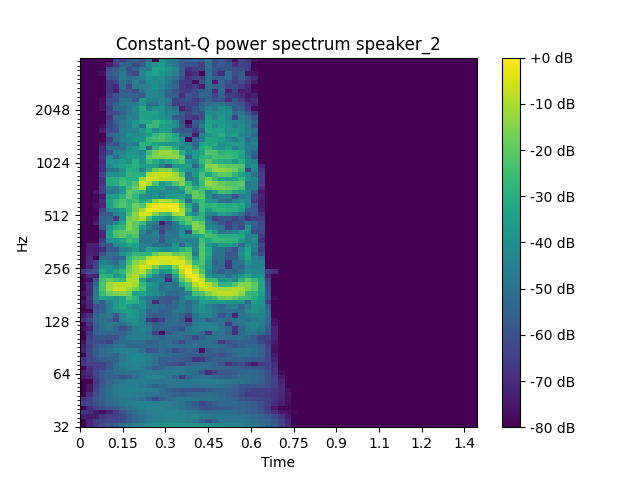 Constant-Q power spectrum speaker_2
Hz
2048
1024
512
256
128
64
32
0 0.15 0.3 0.45 0.6 0.75 0.9 1.1 1.2 1.4
Time
+0 dB
-10 dB
-20 dB
-30 dB
-40 dB
-50 dB
-60 dB
-70 dB
-80 dB